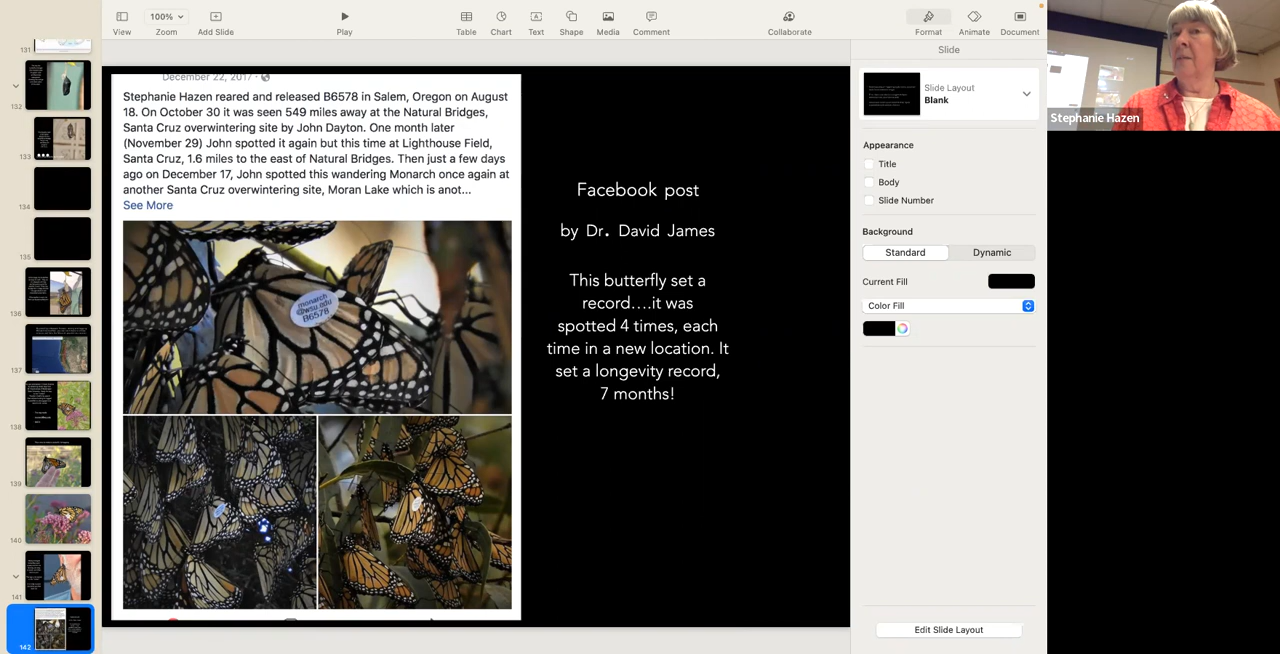 100%
View
Zoom
Add Slide
Play
Table
Chart
Text
Shape
Media
Comment
Collaborate
Format
Animate
Document
131
132
133
134
135
136
137
138
139
140
141
142
December 22, 2017 ·
Stephanie Hazen reared and released B6578 in Salem, Oregon on August
18. On October 30 it was seen 549 miles away at the Natural Bridges,
Santa Cruz overwintering site by John Dayton. One month later
(November 29) John spotted it again but this time at Lighthouse Field,
Santa Cruz, 1.6 miles to the east of Natural Bridges. Then just a few days
ago on December 17, John spotted this wandering Monarch once again at
another Santa Cruz overwintering site, Moran Lake which is anot...
See More
monarch
@wsu.edu
B6578
Facebook post
by Dr. David James
This butterfly set a
record....it was
spotted 4 times, each
time in a new location. It
set a longevity record,
7 months!
Slide
Slide Layout
Blank
Appearance
Title
Body
Slide Number
Background
Standard
Dynamic
Current Fill
Color Fill
Edit Slide Layout
Stephanie Hazen